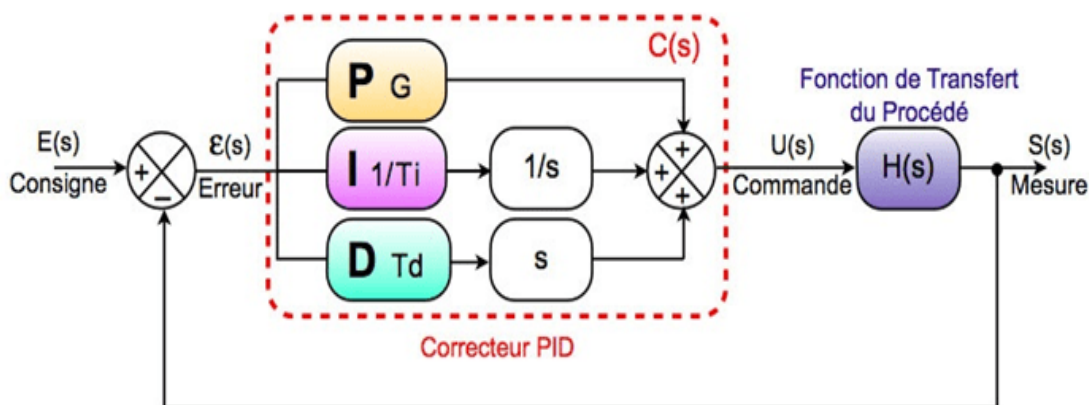 C(s)
P G
Fonction de Transfert
du Procédé
E(s)
Consigne
+
−
ε(s)
Erreur
I 1/Ti
1/s
+
+
+
U(s)
Commande
H(s)
S(s)
Mesure
D Td
s
Correcteur PID